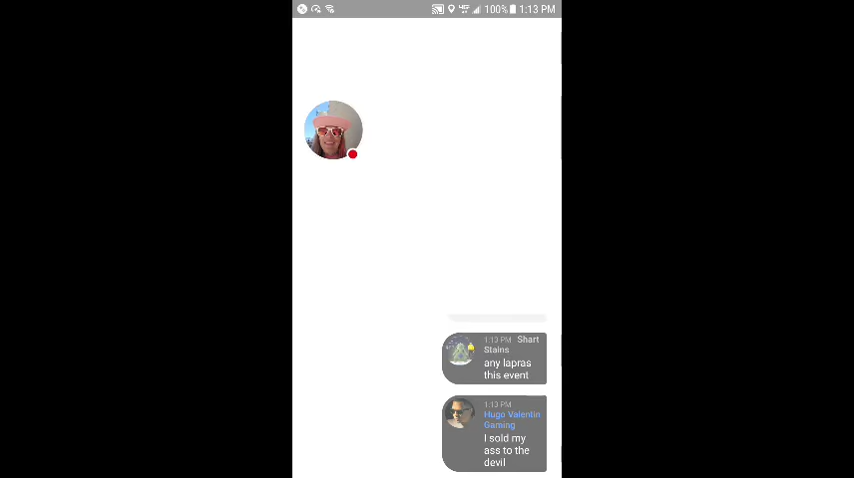 100% 1:13 PM
1:13 PM Shart
Stains
any lapras
this event
1:13 PM
Hugo Valentin
Gaming
I sold my
ass to the
devil